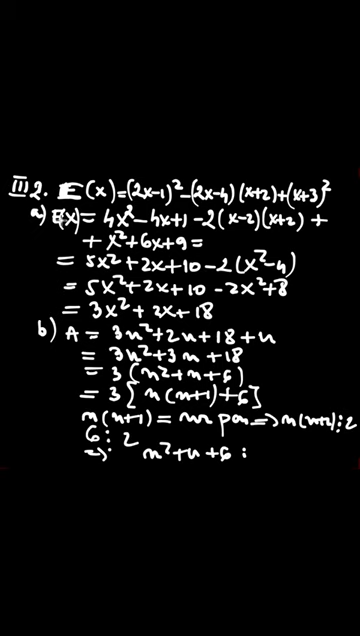 III 2. E(x)=(2x-1)²-(2x-4)(x+2)+(x+3)²
a) E(x)= 4x²-4x+1-2(x-2)(x+2)+
+ x²+6x+9=
= 5x²+2x+10-2(x²-4)
= 5x²+2x+10-2x²+8
= 3x²+2x+18
b) A = 3n²+2n+18+n
= 3n²+3n+18
= 3(n²+n+6)
= 3[n(n+1)+6]
n(n+1) = nr par => n(n+1)⋮2
6 ⋮ 2
=> n²+n+6 :